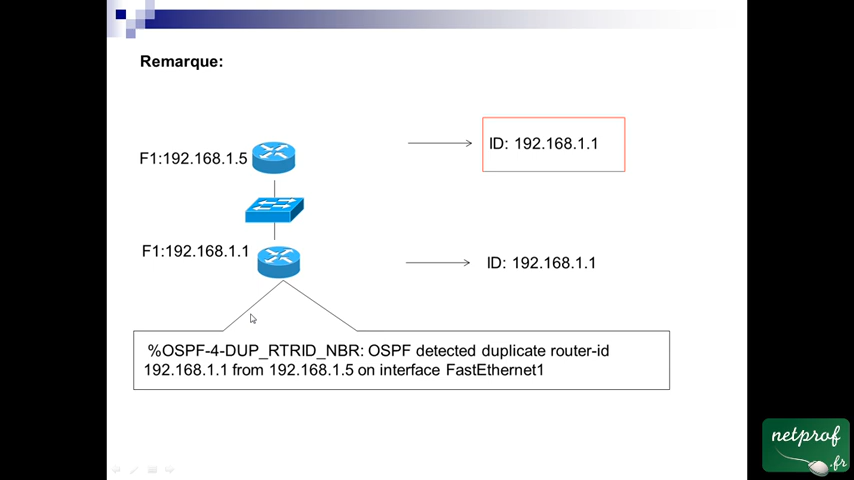 Remarque:
F1:192.168.1.5
ID: 192.168.1.1
F1:192.168.1.1
ID: 192.168.1.1
%OSPF-4-DUP_RTRID_NBR: OSPF detected duplicate router-id
192.168.1.1 from 192.168.1.5 on interface FastEthernet1
netprof
.fr